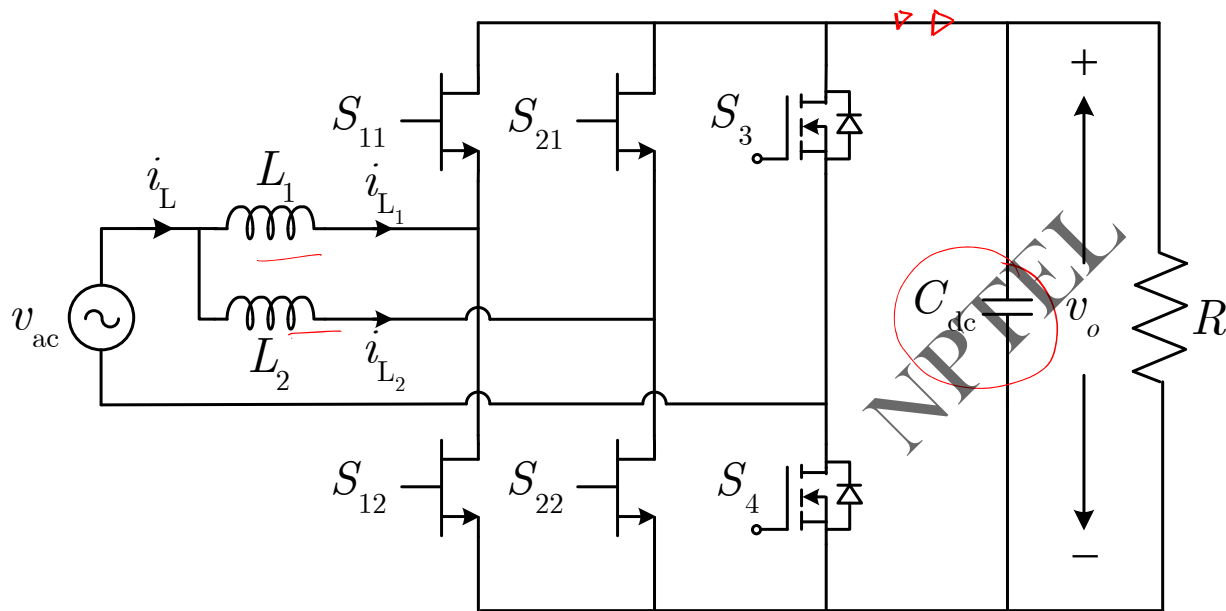 S11
S21
S3
+
iL
L1
iL1
vac
L2
iL2
Cdc
vo
R
NPTEL
S12
S22
S4
−